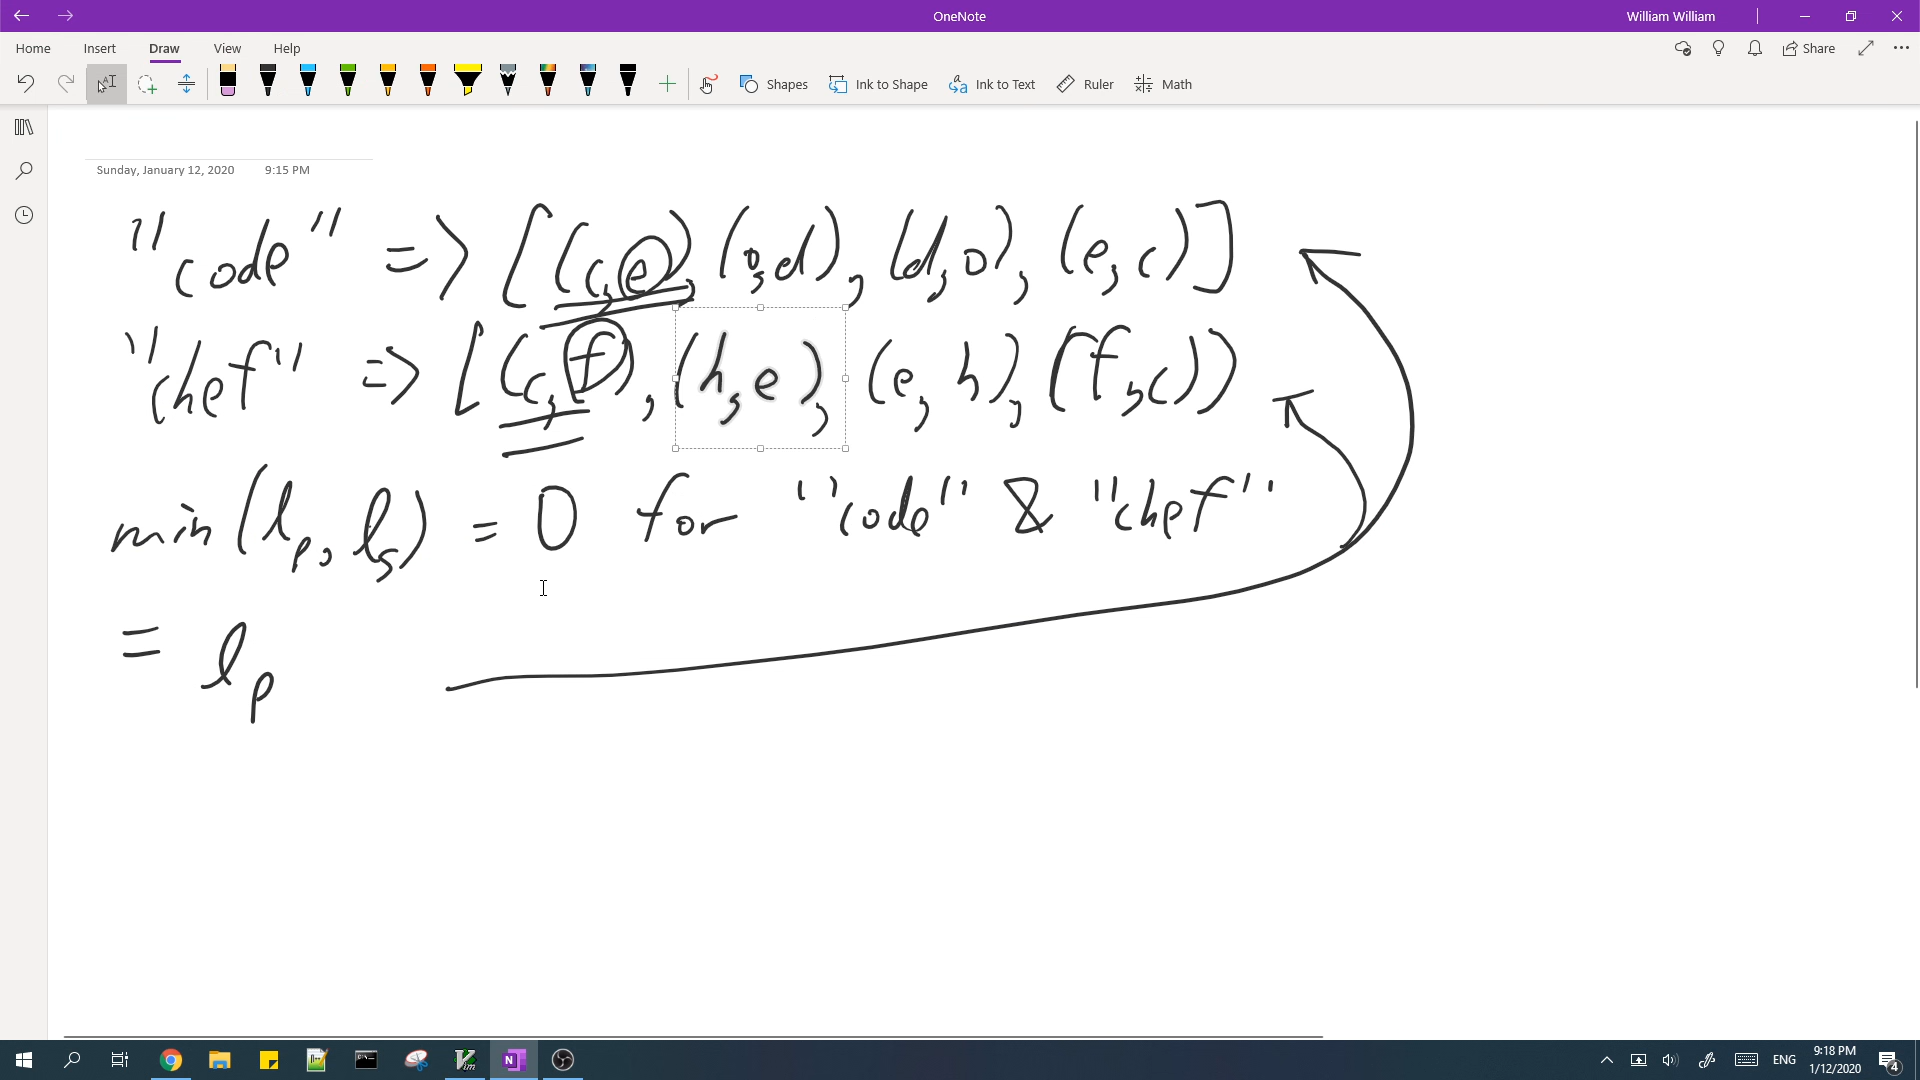 OneNote
William William
Home Insert Draw View Help
Share
Shapes Ink to Shape Ink to Text Ruler Math
Sunday, January 12, 2020 9:15 PM
"code" => [(c,e), (o,d), (d,o), (e,c)]
"chef" => [(c,f), (h,e), (e,h), (f,c)]
min(lp, ls) = 0 for "code" & "chef"
= lp
ENG
9:18 PM
1/12/2020
4